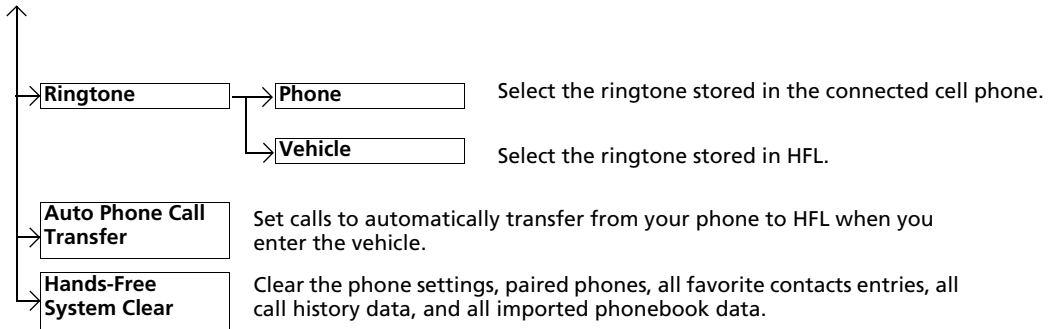 Ringtone
Phone
Select the ringtone stored in the connected cell phone.
Vehicle
Select the ringtone stored in HFL.
Auto Phone Call
Transfer
Set calls to automatically transfer from your phone to HFL when you
enter the vehicle.
Hands-Free
System Clear
Clear the phone settings, paired phones, all favorite contacts entries, all
call history data, and all imported phonebook data.